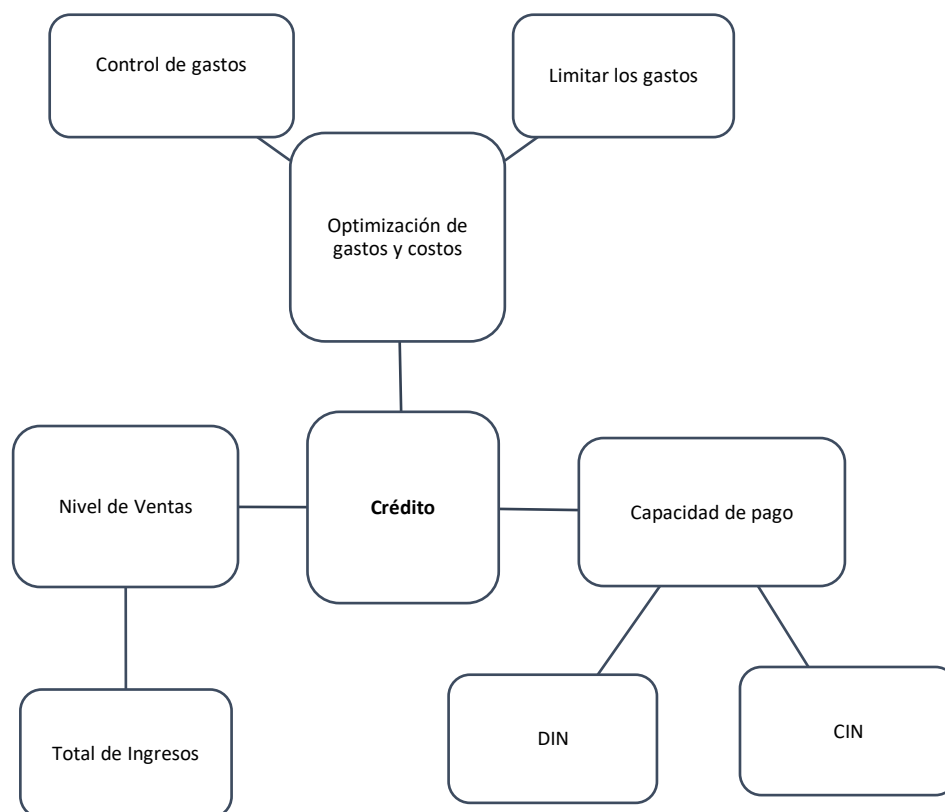 Control de gastos
Limitar los gastos
Optimización de
gastos y costos
Nivel de Ventas
Crédito
Capacidad de pago
Total de Ingresos
DIN
CIN